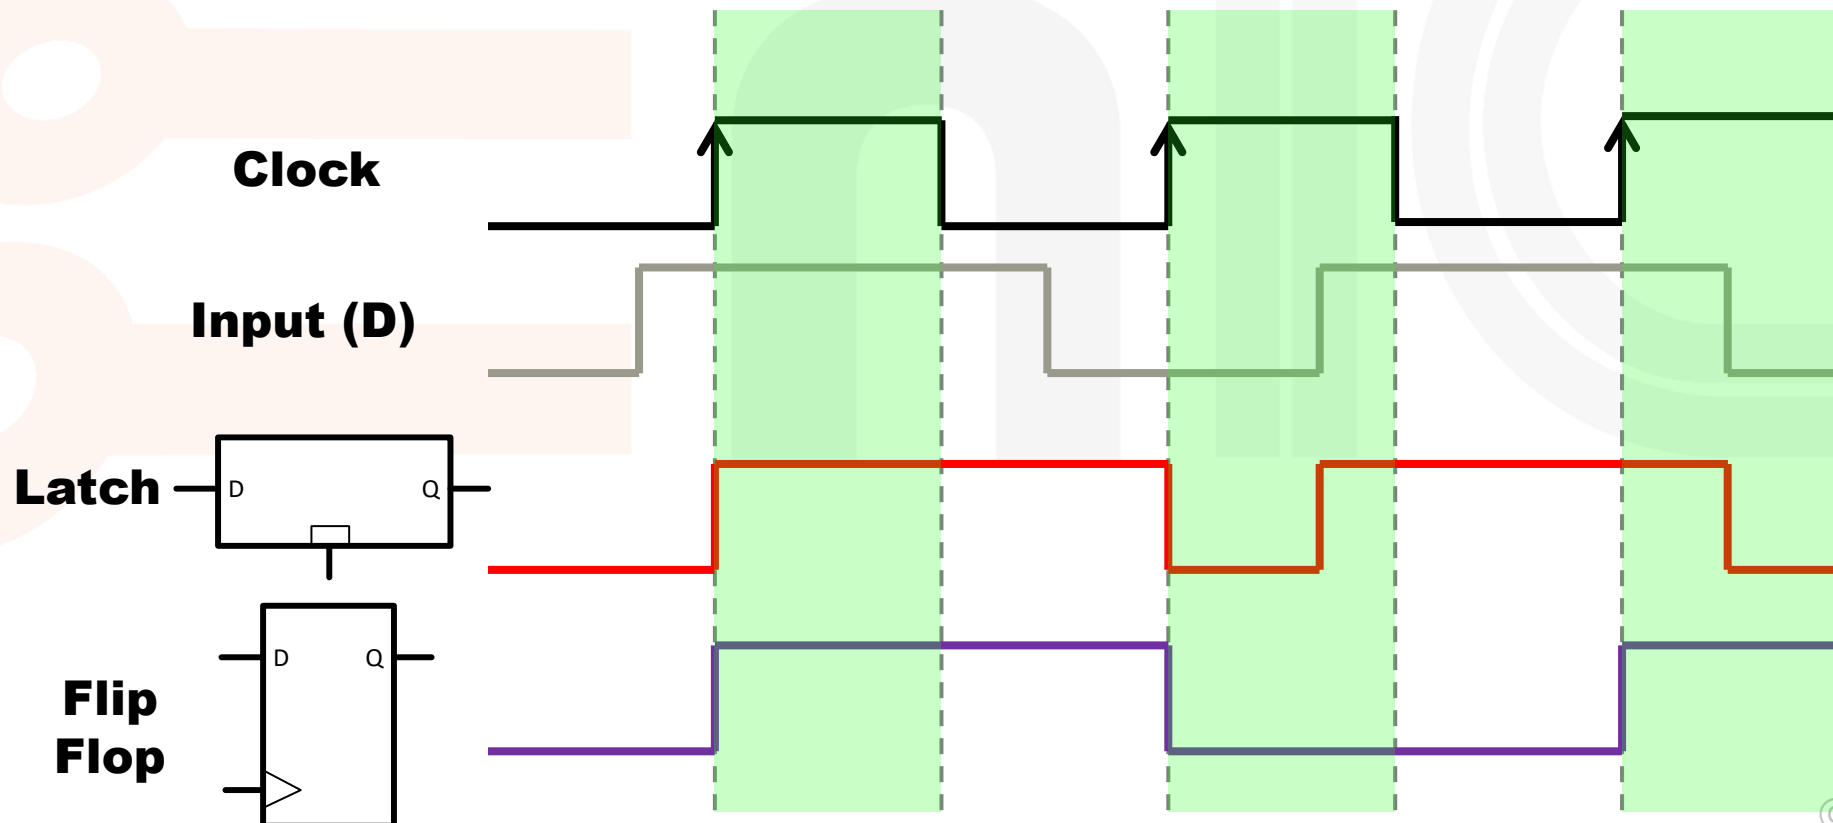 Clock
Input (D)
Latch
D Q
D Q
Flip
Flop
©